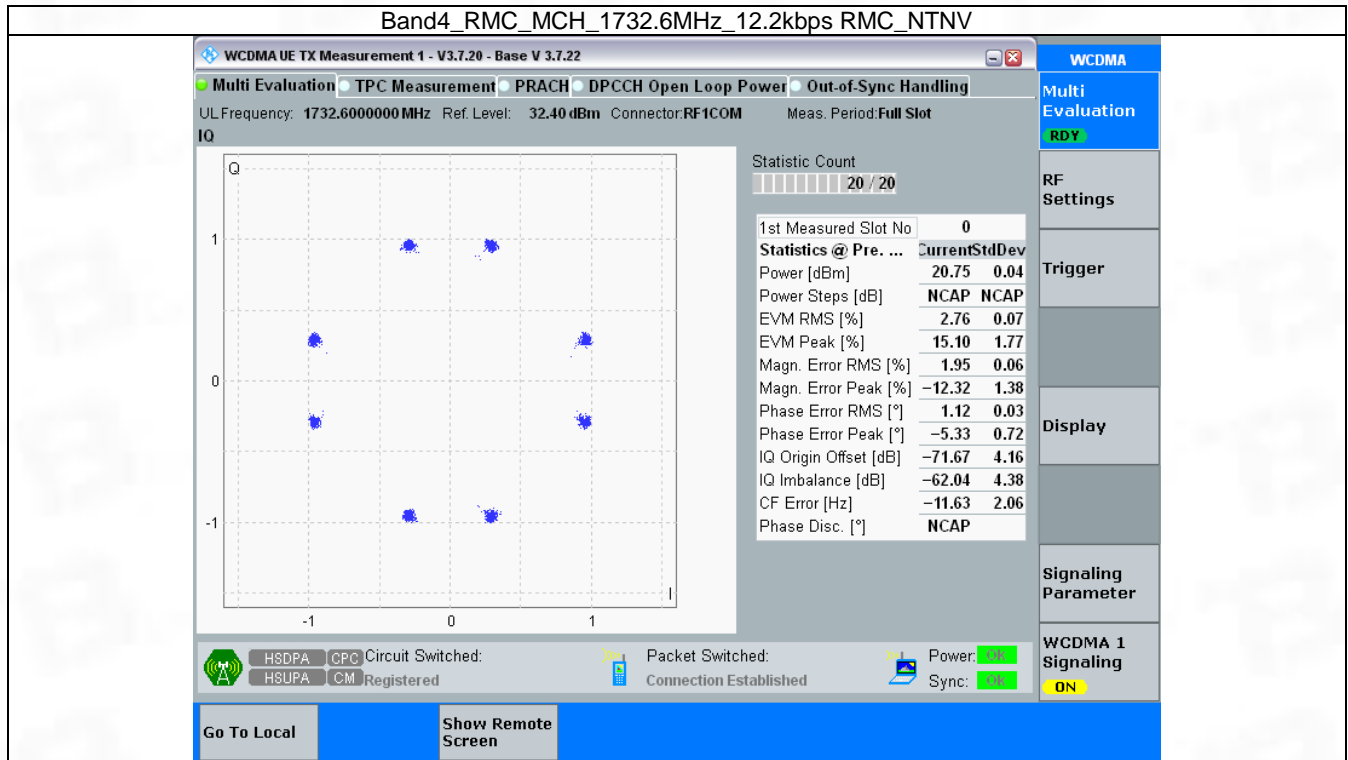 Band4_RMC_MCH_1732.6MHz_12.2kbps RMC_NTNV
WCDMA UE TX Measurement 1 - V3.7.20 - Base V 3.7.22
WCDMA
Multi Evaluation TPC Measurement PRACH DPCCH Open Loop Power Out-of-Sync Handling
UL Frequency: 1732.6000000 MHz Ref. Level: 32.40 dBm Connector:RF1COM Meas. Period:Full Slot
IQ
Multi
Evaluation
RDY
RF
Settings
Trigger
Display
Signaling
Parameter
WCDMA 1
Signaling
ON
Q
1
0
-1
I
-1 0 1
Statistic Count
20 / 20
1st Measured Slot No 0
Statistics @ Pre. ... Current StdDev
Power [dBm] 20.75 0.04
Power Steps [dB] NCAP NCAP
EVM RMS [%] 2.76 0.07
EVM Peak [%] 15.10 1.77
Magn. Error RMS [%] 1.95 0.06
Magn. Error Peak [%] −12.32 1.38
Phase Error RMS [°] 1.12 0.03
Phase Error Peak [°] −5.33 0.72
IQ Origin Offset [dB] −71.67 4.16
IQ Imbalance [dB] −62.04 4.38
CF Error [Hz] −11.63 2.06
Phase Disc. [°] NCAP
HSDPA CPC Circuit Switched: Packet Switched: Power: Ok
HSUPA CM Registered Connection Established Sync: Ok
Go To Local
Show Remote
Screen